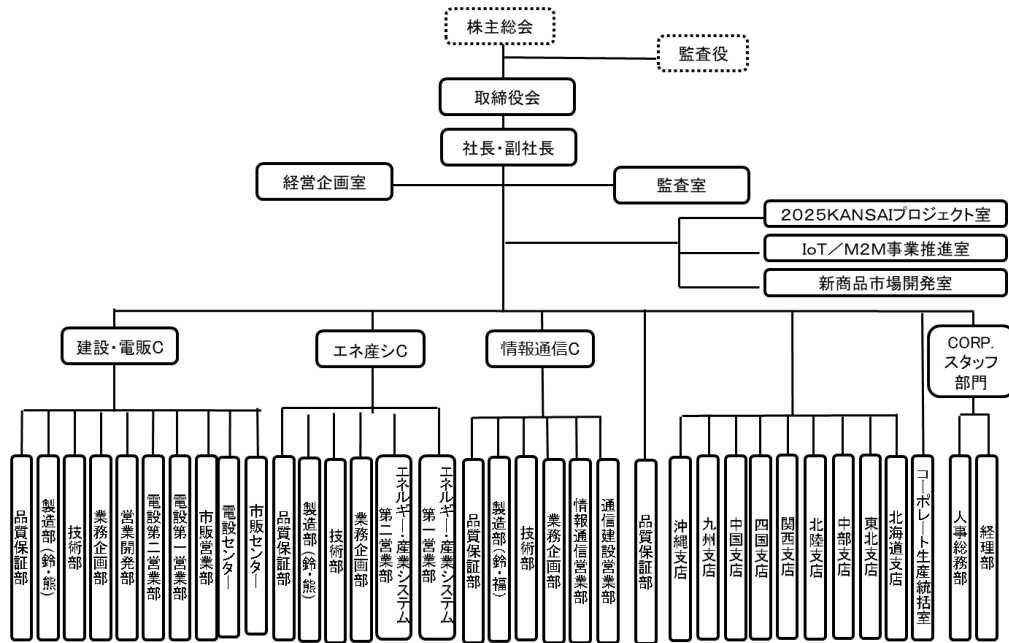 株主総会
監査役
取締役会
社長・副社長
経営企画室
監査室
2025KANSAIプロジェクト室
IoT／M2M事業推進室
新商品市場開発室
建設・電販C
エネ産シC
情報通信C
CORP.
スタッフ
部門
品質保証部
製造部(鈴・熊)
技術部
業務企画部
営業開発部
電設第二営業部
電設第一営業部
市販営業部
電設センター
市販センター
品質保証部
製造部(鈴・熊)
技術部
業務企画部
エネルギー・産業システム
第二営業部
エネルギー・産業システム
第一営業部
品質保証部
製造部(鈴・福)
技術部
業務企画部
情報通信営業部
通信建設営業部
品質保証部
沖縄支店
九州支店
中国支店
四国支店
関西支店
北陸支店
中部支店
東北支店
北海道支店
コーポレート生産統括室
人事総務部
経理部